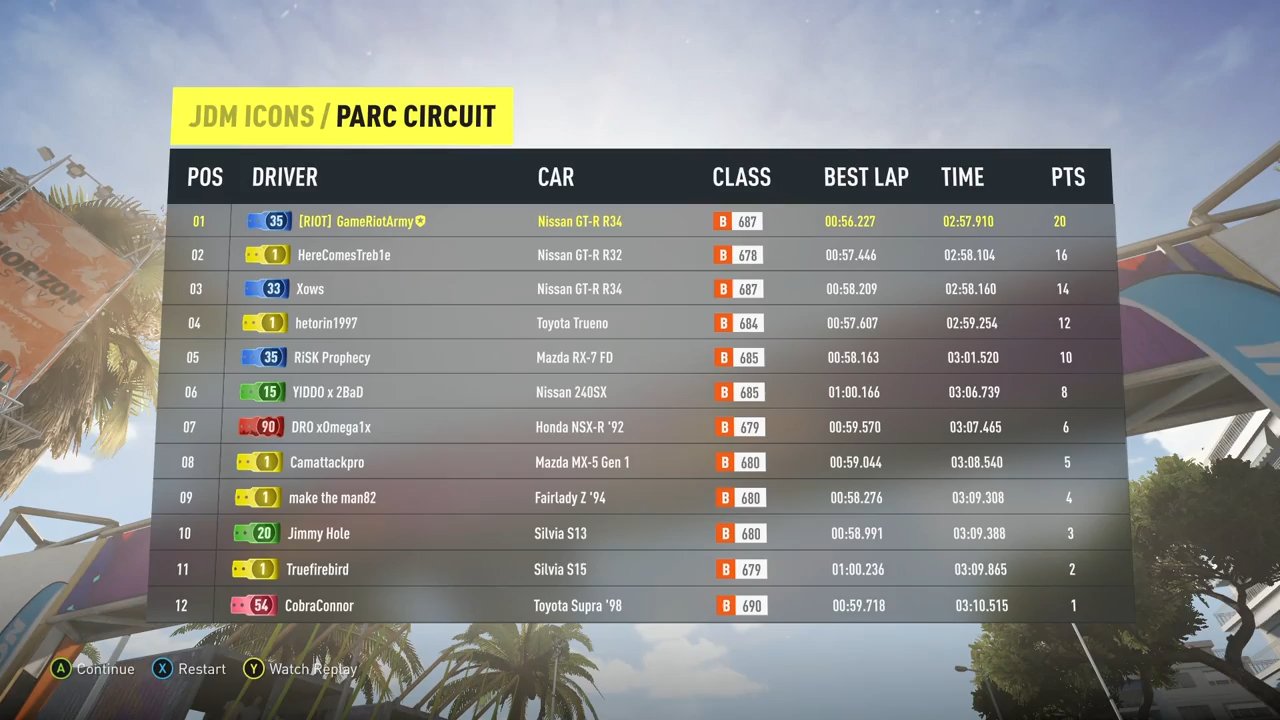 JDM ICONS / PARC CIRCUIT
POS DRIVER CAR CLASS BEST LAP TIME PTS
01 35 [RIOT] GameRiotArmy Nissan GT-R R34 B 687 00:56.227 02:57.910 20
02 1 HereComesTreb1e Nissan GT-R R32 B 678 00:57.446 02:58.104 16
03 33 Xows Nissan GT-R R34 B 687 00:58.209 02:58.160 14
04 1 hetorin1997 Toyota Trueno B 684 00:57.607 02:59.254 12
05 35 RiSK Prophecy Mazda RX-7 FD B 685 00:58.163 03:01.520 10
06 15 YIDDO x 2BaD Nissan 240SX B 685 01:00.166 03:06.739 8
07 90 DRO xOmega1x Honda NSX-R '92 B 679 00:59.570 03:07.465 6
08 1 Camattackpro Mazda MX-5 Gen 1 B 680 00:59.044 03:08.540 5
09 1 make the man82 Fairlady Z '94 B 680 00:58.276 03:09.308 4
10 20 Jimmy Hole Silvia S13 B 680 00:58.991 03:09.388 3
11 1 Truefirebird Silvia S15 B 679 01:00.236 03:09.865 2
12 54 CobraConnor Toyota Supra '98 B 690 00:59.718 03:10.515 1
HORIZON
A Continue X Restart Y Watch Replay